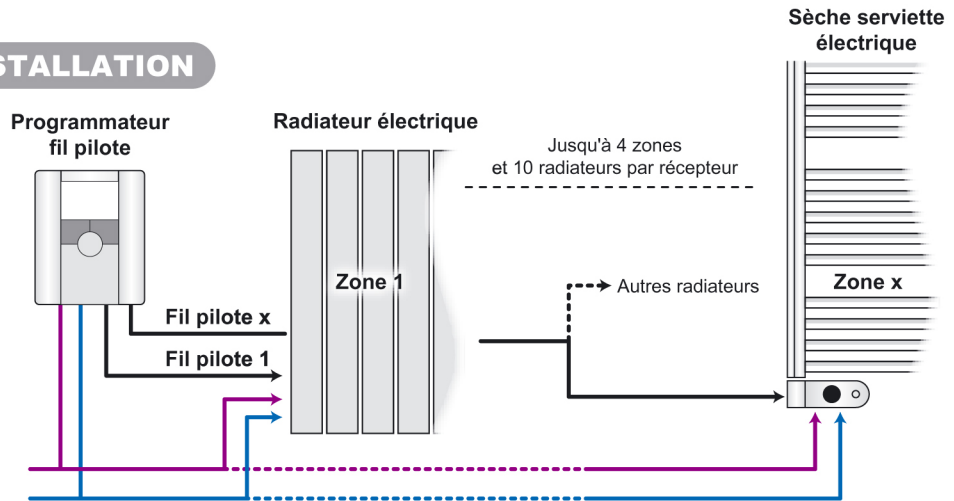 Sèche serviette
électrique
STALLATION
Programmateur
fil pilote
Radiateur électrique
Jusqu'à 4 zones
et 10 radiateurs par récepteur
Zone 1
Autres radiateurs
Zone x
Fil pilote x
Fil pilote 1